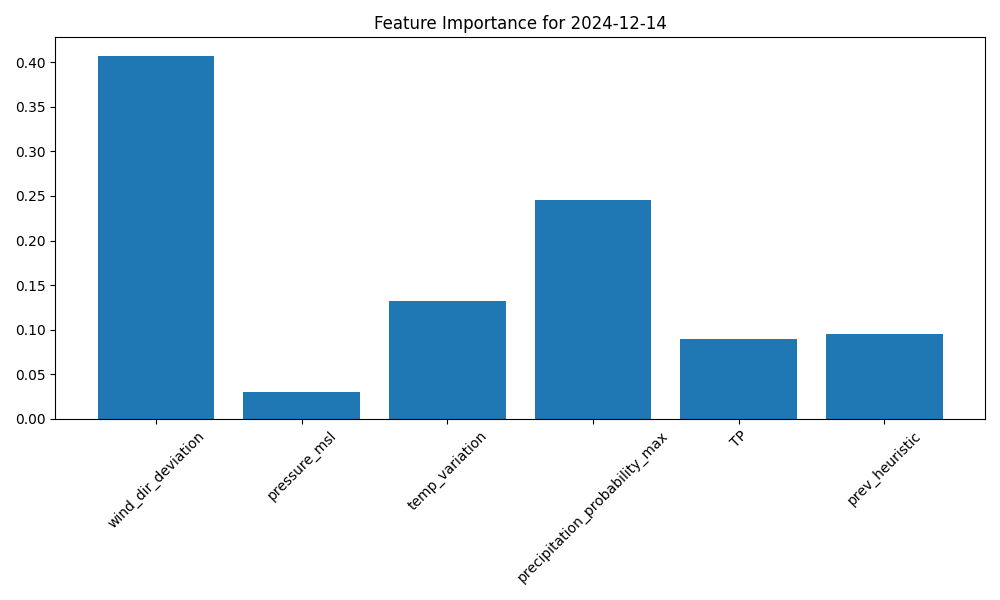 Feature Importance for 2024-12-14
0.40
0.35
0.30
0.25
0.20
0.15
0.10
0.05
0.00
wind_dir_deviation
pressure_msl
temp_variation
precipitation_probability_max
TP
prev_heuristic